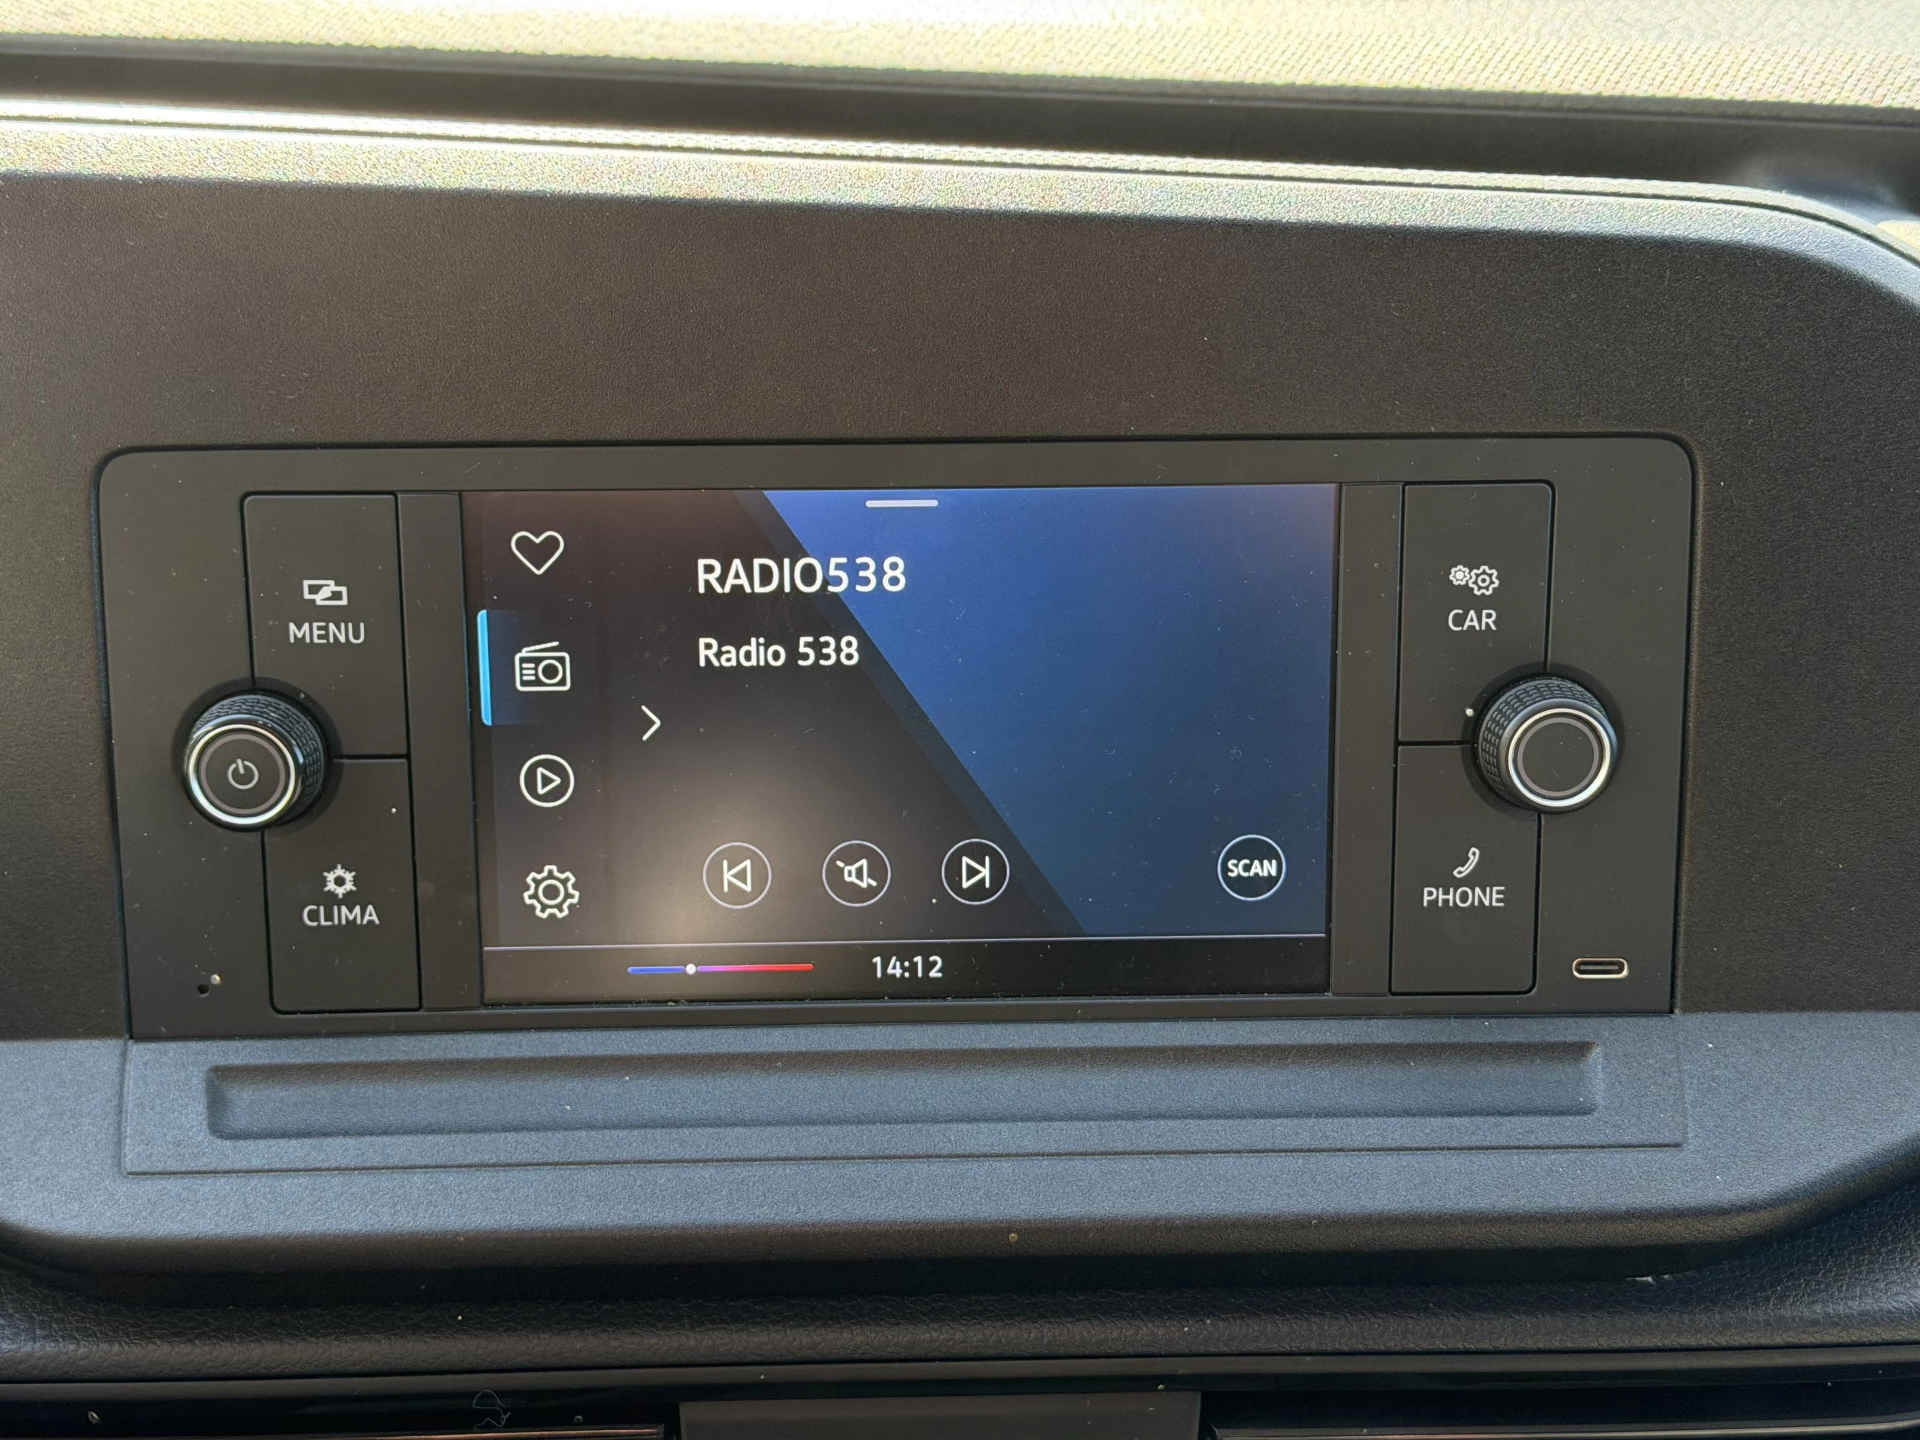 MENU
CLIMA
RADIO538
Radio 538
SCAN
14:12
CAR
PHONE